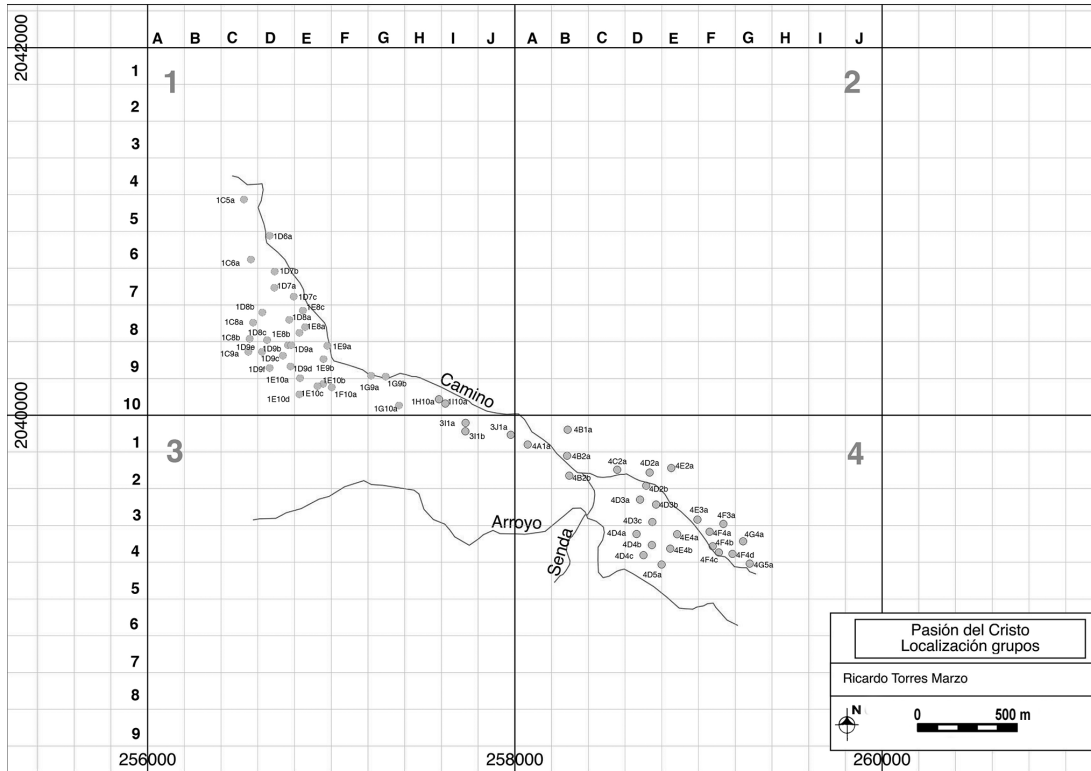 A B C D E F G H I J A B C D E F G H I J
2042000
1
1
2
2
3
4
5
6
7
8
9
10
1C5a
1D6a
1C6a
1D7b
1D7a
1D7c
1E8c
1D8b
1D8a
1C8a
1E8a
1D8c
1E8b
1C8b
1D9e
1D9b
1D9a
1E9a
1C9a
1D9c
1D9f
1D9d
1E9b
1E10a
1E10b
1E10c
1F10a
1E10d
1G9a
1G9b
Camino
1G10a
1H10a
1I10a
2040000
1
2
3
4
5
6
7
8
9
3
4
3I1a
3I1b
3J1a
4A1a
4B1a
4B2a
4B2b
4C2a
4D2a
4E2a
4D2b
4D3a
4D3b
4D3c
4E3a
4F3a
4D4a
4E4a
4F4a
4G4a
4D4b
4E4b
4F4b
4D4c
4F4c
4F4d
4D5a
4G5a
Arroyo
Senda
Pasión del Cristo
Localización grupos
Ricardo Torres Marzo
N
0 500 m
256000 258000 260000